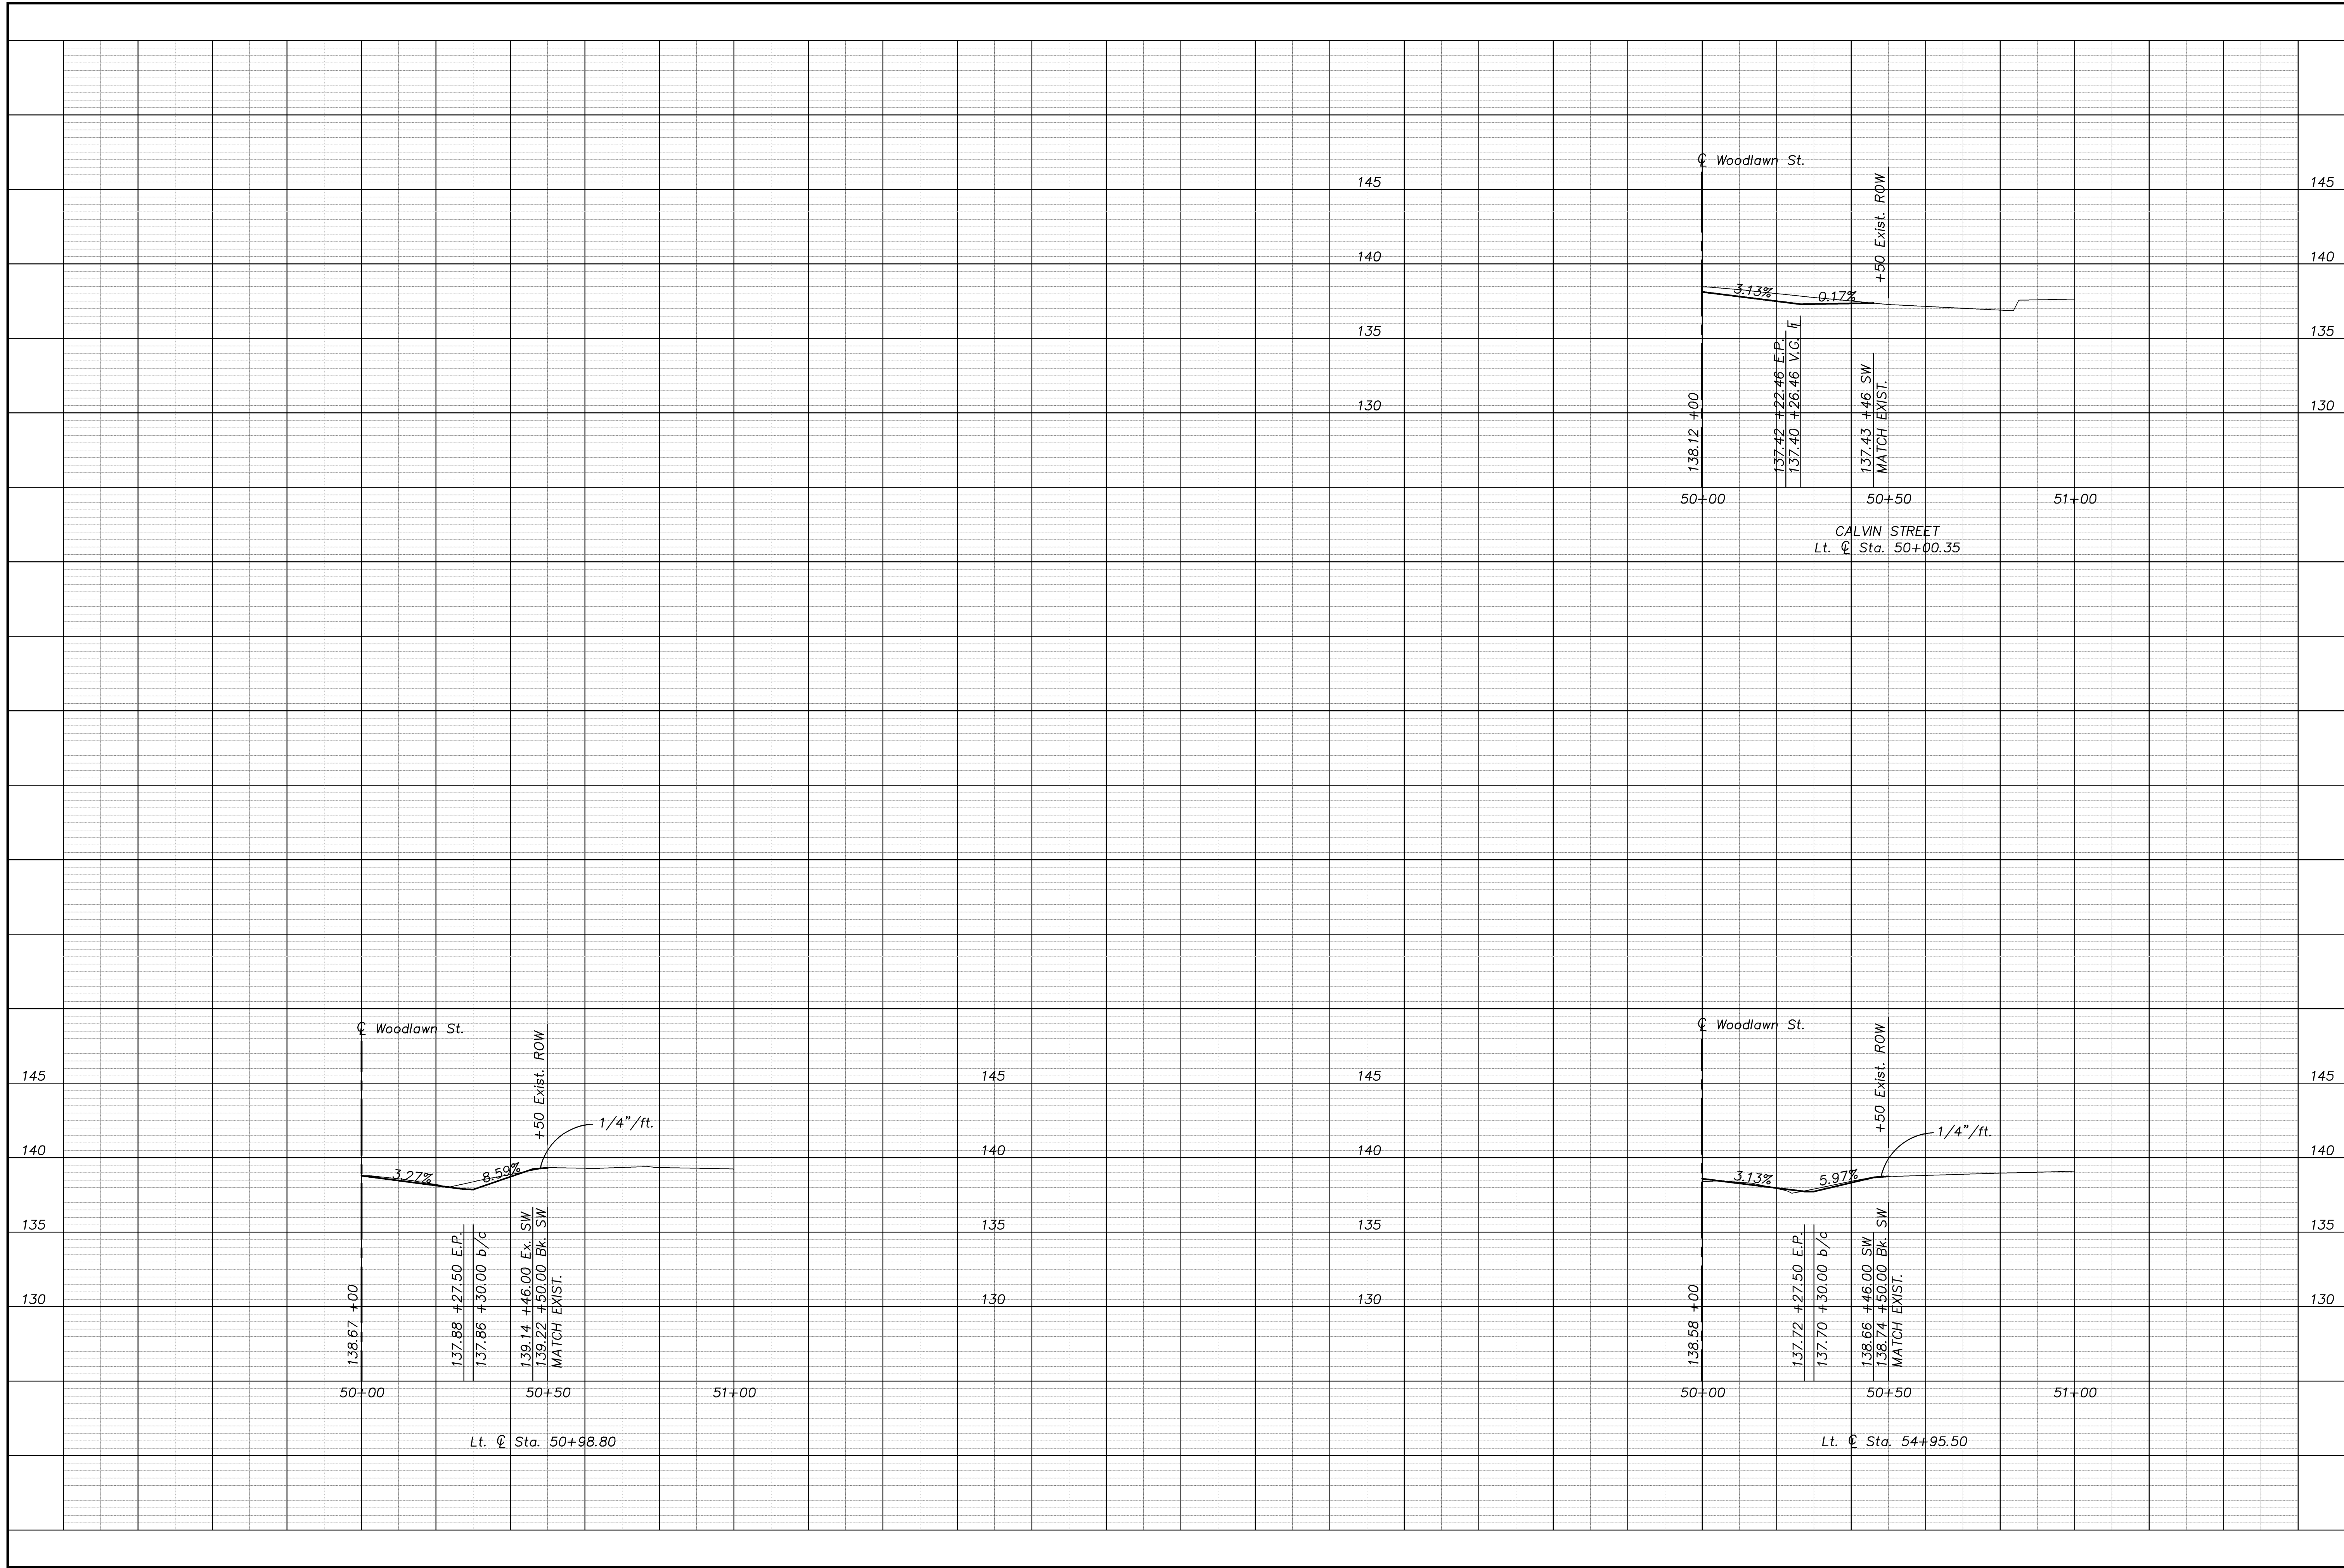 ℄ Woodlawn St.
+50 Exist. ROW
145
145
140
140
3.13%
0.17%
135
135
130
130
138.12 +00
137.42 +22.46 E.P.
137.40 +26.46 V.G. FL
137.43 +46 SW
MATCH EXIST.
50+00
50+50
51+00
CALVIN STREET
Lt. ℄ Sta. 50+00.35
℄ Woodlawn St.
+50 Exist. ROW
1/4"/ft.
145
145
140
140
3.27%
8.59%
135
135
130
130
138.67 +00
137.88 +27.50 E.P.
137.86 +30.00 b/c
139.14 +46.00 Ex. SW
139.22 +50.00 Bk. SW
MATCH EXIST.
50+00
50+50
51+00
Lt. ℄ Sta. 50+98.80
℄ Woodlawn St.
+50 Exist. ROW
1/4"/ft.
145
145
140
140
3.13%
5.97%
135
135
130
130
138.58 +00
137.72 +27.50 E.P.
137.70 +30.00 b/c
138.66 +46.00 SW
138.74 +50.00 Bk. SW
MATCH EXIST.
50+00
50+50
51+00
Lt. ℄ Sta. 54+95.50